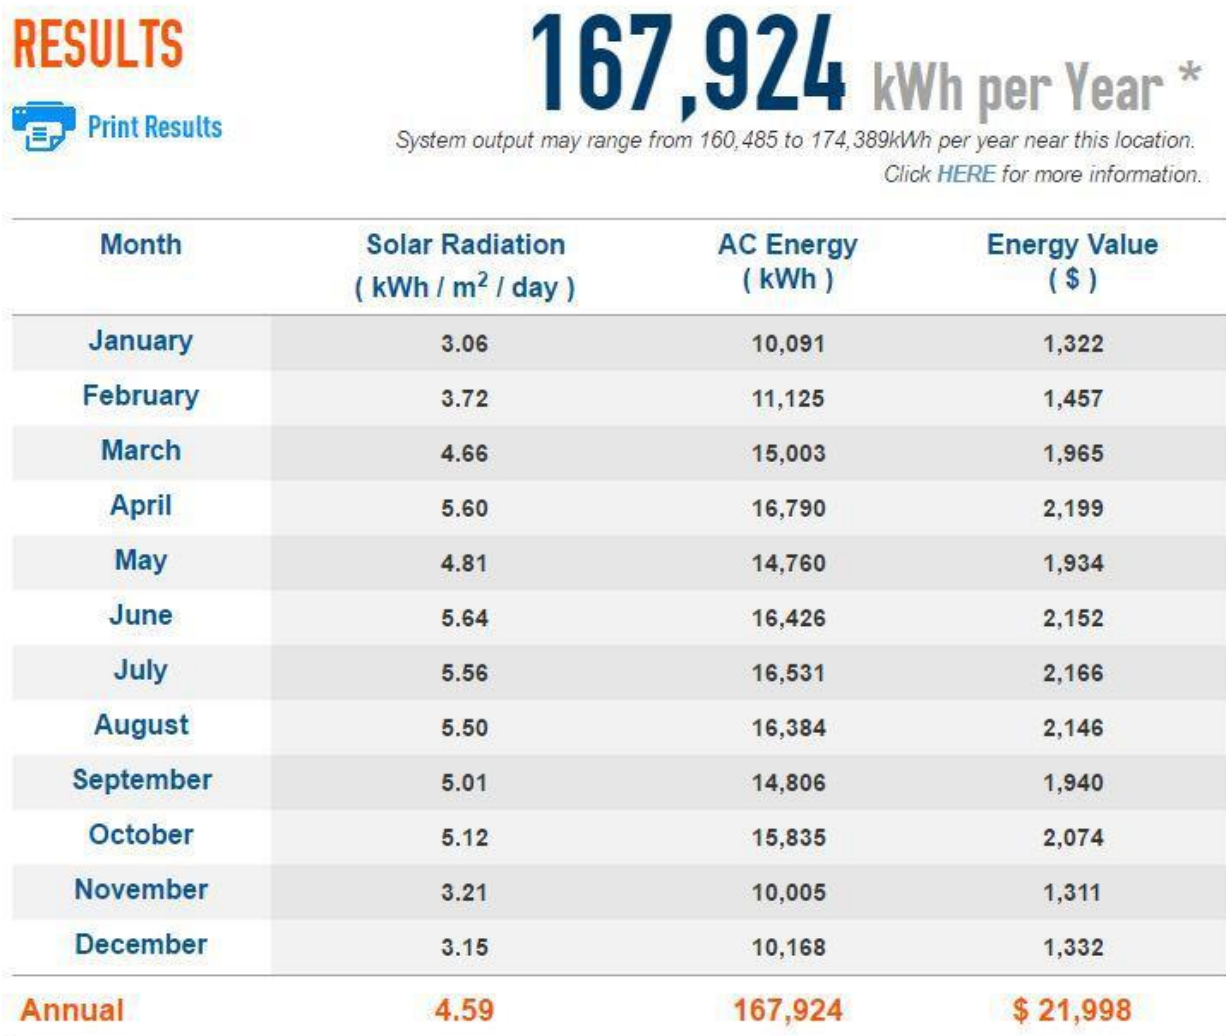 RESULTS
167,924 kWh per Year *
Print Results
System output may range from 160,485 to 174,389kWh per year near this location.
Click HERE for more information.
Month Solar Radiation AC Energy Energy Value
( kWh / m² / day ) ( kWh ) ( $ )
January 3.06 10,091 1,322
February 3.72 11,125 1,457
March 4.66 15,003 1,965
April 5.60 16,790 2,199
May 4.81 14,760 1,934
June 5.64 16,426 2,152
July 5.56 16,531 2,166
August 5.50 16,384 2,146
September 5.01 14,806 1,940
October 5.12 15,835 2,074
November 3.21 10,005 1,311
December 3.15 10,168 1,332
Annual 4.59 167,924 $ 21,998